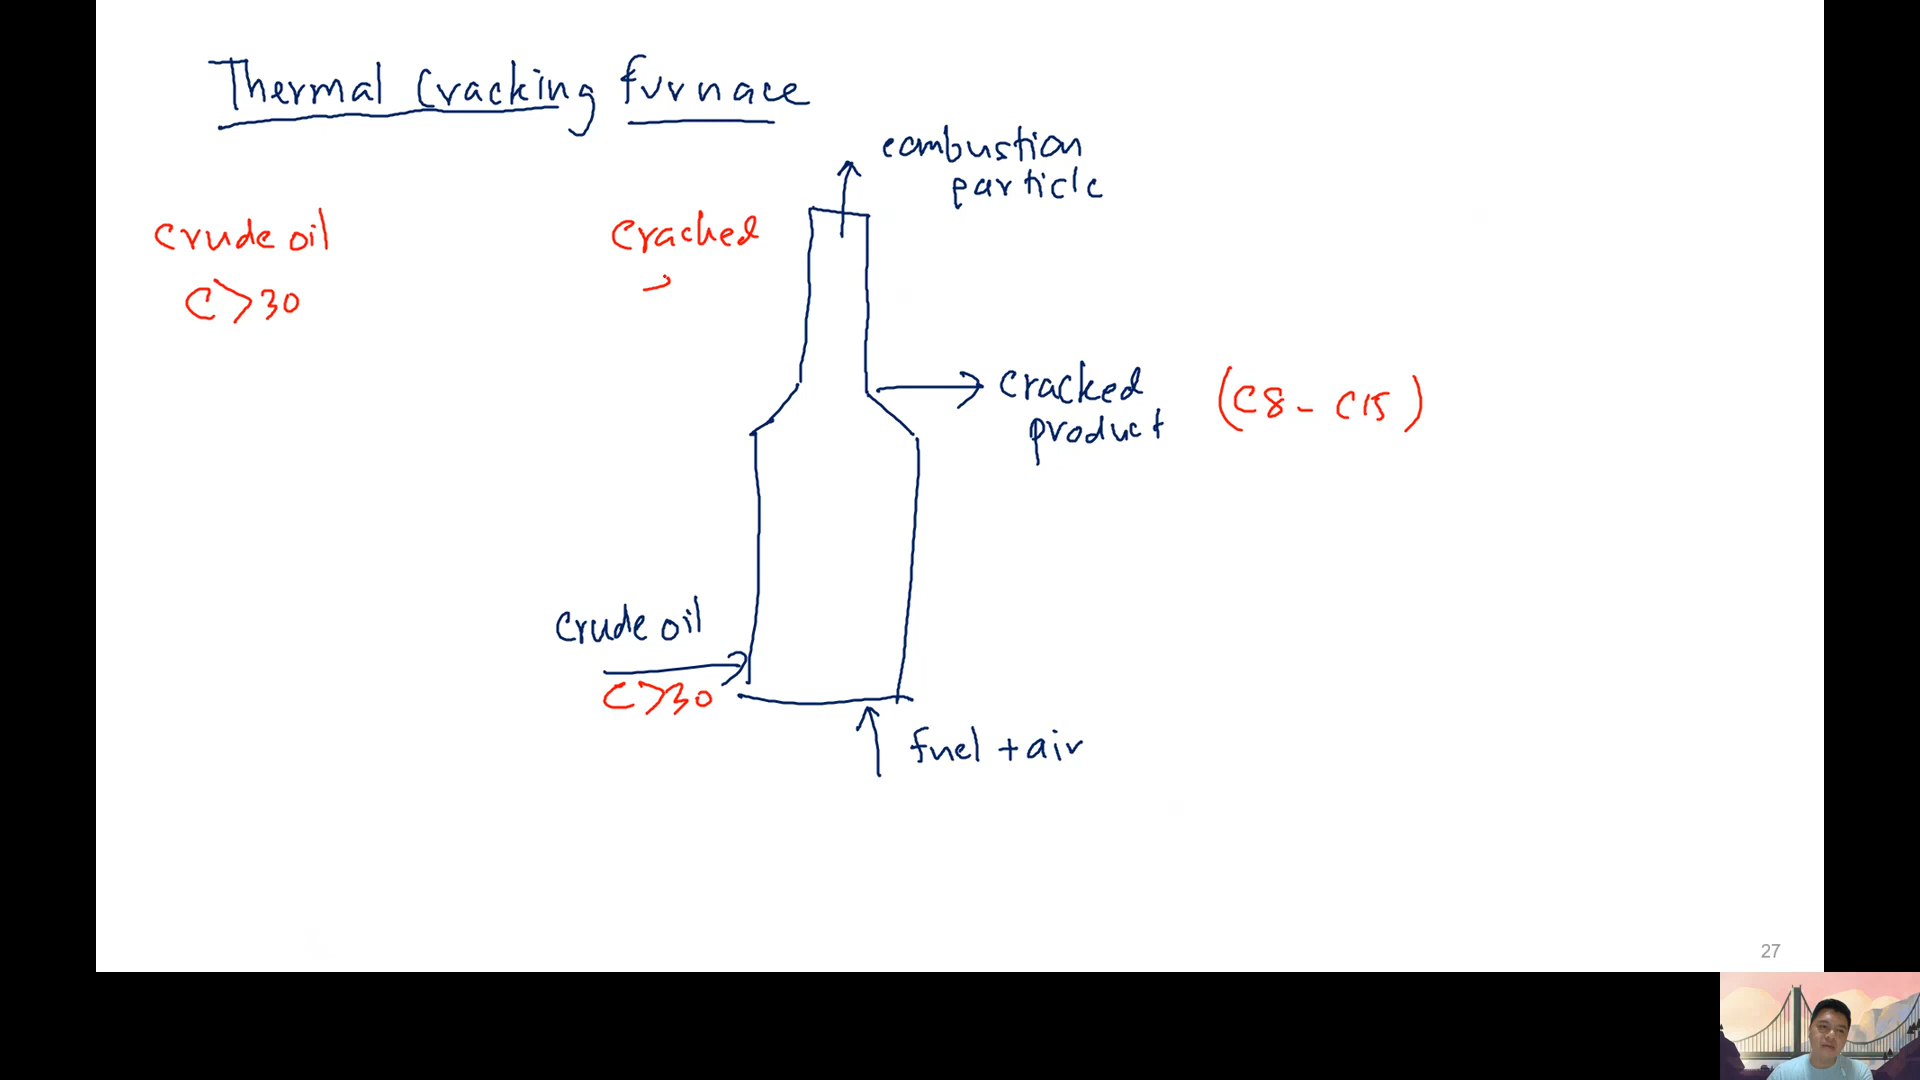 Thermal Cracking furnace
combustion
particle
crude oil
C>30
cracked
cracked
product
(C8 - C15)
crude oil
C>30
fuel + air
27